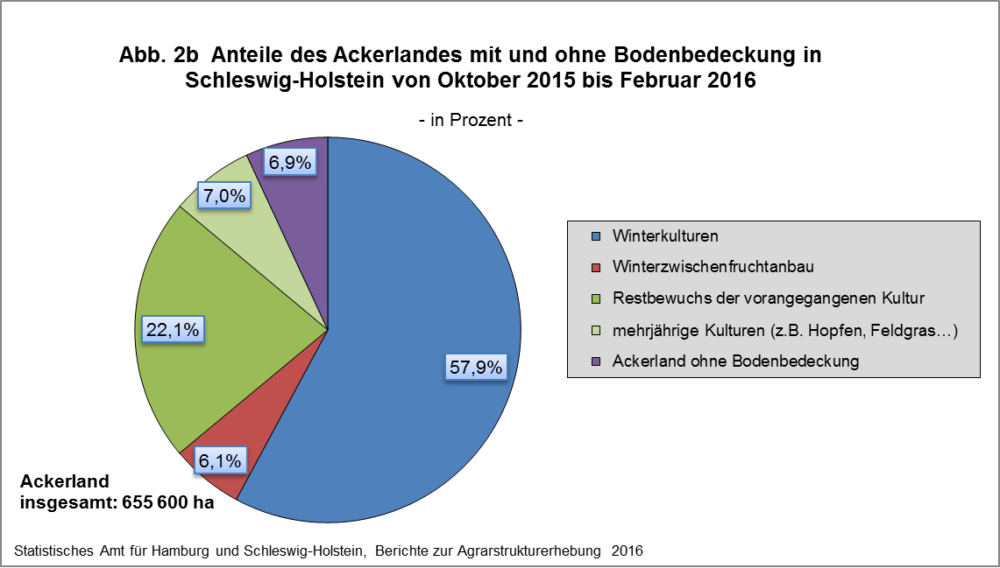 Abb. 2b  Anteile des Ackerlandes mit und ohne Bodenbedeckung in
Schleswig-Holstein von Oktober 2015 bis Februar 2016
- in Prozent -
6,9%
7,0%
22,1%
57,9%
6,1%
Winterkulturen
Winterzwischenfruchtanbau
Restbewuchs der vorangegangenen Kultur
mehrjährige Kulturen (z.B. Hopfen, Feldgras…)
Ackerland ohne Bodenbedeckung
Ackerland
insgesamt: 655 600 ha
Statistisches Amt für Hamburg und Schleswig-Holstein,  Berichte zur Agrarstrukturerhebung  2016